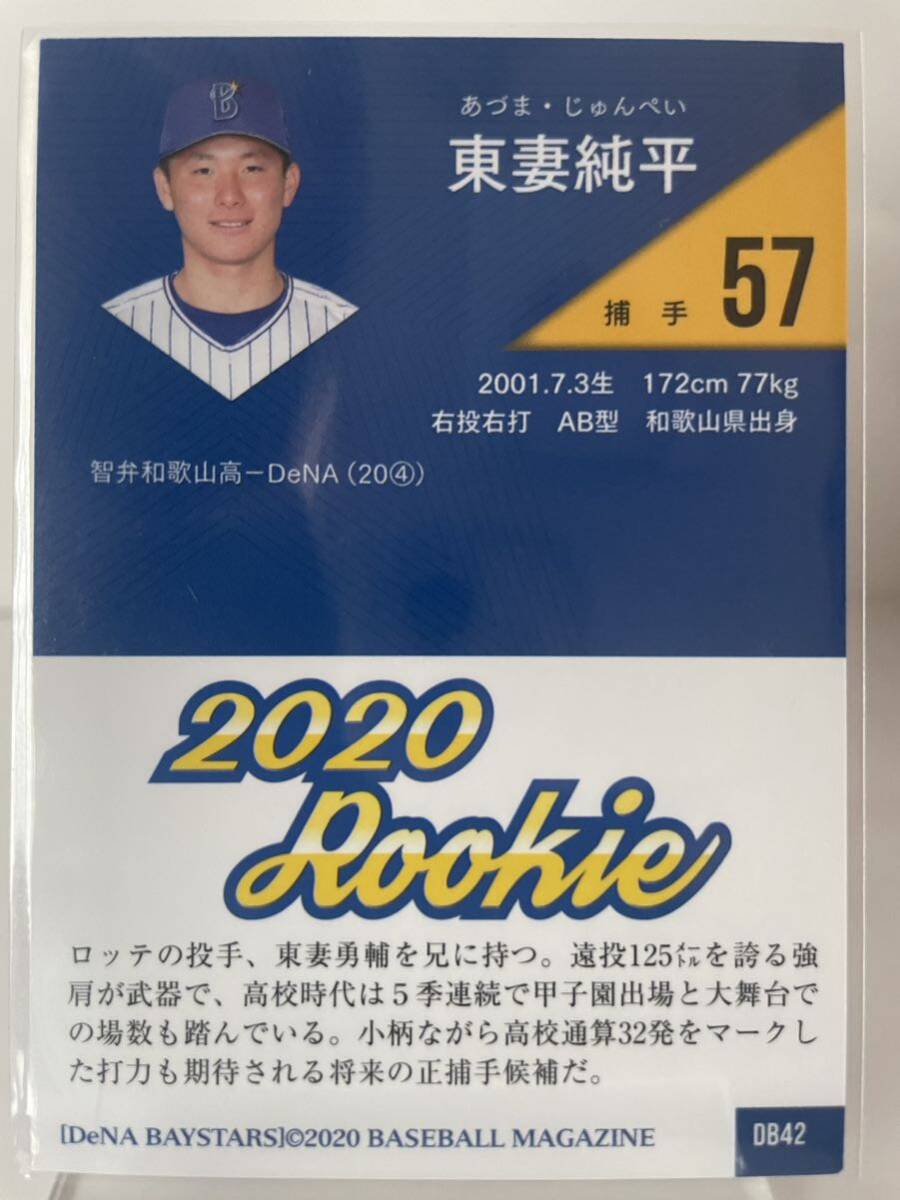 B
あづま・じゅんぺい
東妻純平
捕手 57
2001.7.3生 172cm 77kg
右投右打 AB型 和歌山県出身
智弁和歌山高－DeNA（20④）
2020
Rookie
ロッテの投手、東妻勇輔を兄に持つ。遠投125㍍を誇る強
肩が武器で、高校時代は５季連続で甲子園出場と大舞台で
の場数も踏んでいる。小柄ながら高校通算32発をマークし
た打力も期待される将来の正捕手候補だ。
[DeNA BAYSTARS]©2020 BASEBALL MAGAZINE
DB42